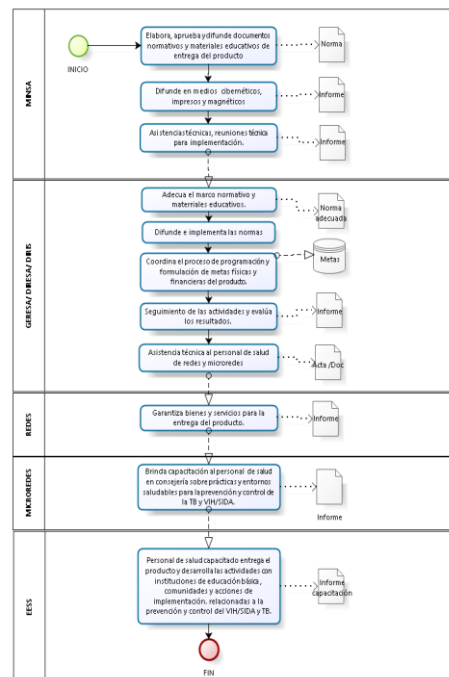 MINSA
INICIO
Elabora, aprueba y difunde documentos
normativos y materiales educativos de
entrega del producto
Norma
Difunde en medios cibernéticos,
impresos y magnéticos
Informe
Asistencias técnicas, reuniones técnica
para implementación.
Informe
GERESA/ DIRESA/ DIRIS
Adecua el marco normativo y
materriales educativos.
Norma
adecuada
Difunde e implementa las normas
Coordina el proceso de programación y
formulación de metas físicas y
financieras del producto.
Metas
Seguimiento de las actividades y evalúa
los resultados.
Informe
Asistencia técnica al personal de salud
de redes y microredes
Acta /Doc
REDES
Garantiza bienes y servicios para la
entrega del producto.
Informe
MICROREDES
Brinda capacitación al personal de salud
en consejería sobre prácticas y entornos
saludables para la prevención y control de
la TB y VIH/SIDA.
Informe
EESS
Personal de salud capacitado entrega el
producto y desarrolla las actividades con
instituciones de educación básica,
comunidades y acciones de
implementación. relacionadas a la
prevención y control del VIH/SIDA y TB.
Informe
capacitación
FIN